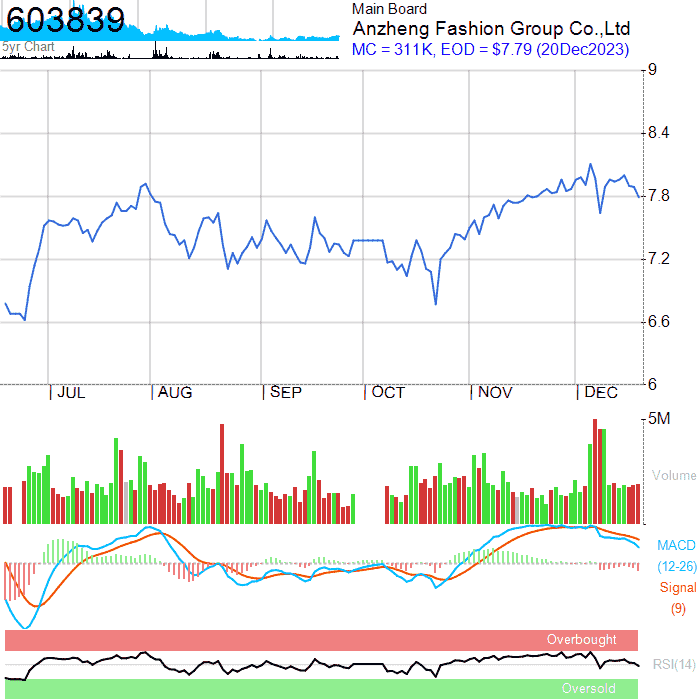 603839
5yr Chart
Main Board
Anzheng Fashion Group Co.,Ltd
MC = 311K, EOD = $7.79 (20Dec2023)
9
8.4
7.8
7.2
6.6
6
JUL AUG SEP OCT NOV DEC
5M
Volume
MACD
(12-26)
Signal
(9)
Overbought
RSI(14)
Oversold